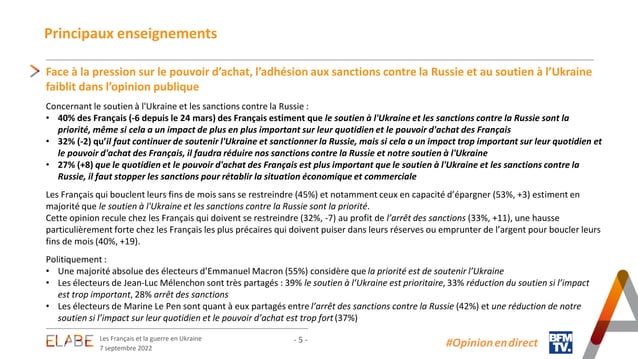 Principaux enseignements
Face à la pression sur le pouvoir d’achat, l’adhésion aux sanctions contre la Russie et au soutien à l’Ukraine
faiblit dans l’opinion publique
Concernant le soutien à l'Ukraine et les sanctions contre la Russie :
• 40% des Français (-6 depuis le 24 mars) des Français estiment que le soutien à l'Ukraine et les sanctions contre la Russie sont la
priorité, même si cela a un impact de plus en plus important sur leur quotidien et le pouvoir d'achat des Français
• 32% (-2) qu’il faut continuer de soutenir l'Ukraine et sanctionner la Russie, mais si cela a un impact trop important sur leur quotidien et
le pouvoir d'achat des Français, il faudra réduire nos sanctions contre la Russie et notre soutien à l'Ukraine
• 27% (+8) que le quotidien et le pouvoir d'achat des Français est plus important que le soutien à l'Ukraine et les sanctions contre la
Russie, il faut stopper les sanctions pour rétablir la situation économique et commerciale
Les Français qui bouclent leurs fins de mois sans se restreindre (45%) et notamment ceux en capacité d’épargner (53%, +3) estiment en
majorité que le soutien à l'Ukraine et les sanctions contre la Russie sont la priorité.
Cette opinion recule chez les Français qui doivent se restreindre (32%, -7) au profit de l’arrêt des sanctions (33%, +11), une hausse
particulièrement forte chez les Français les plus précaires qui doivent puiser dans leurs réserves ou emprunter de l’argent pour boucler leurs
fins de mois (40%, +19).
Politiquement :
• Une majorité absolue des électeurs d’Emmanuel Macron (55%) considère que la priorité est de soutenir l’Ukraine
• Les électeurs de Jean-Luc Mélenchon sont très partagés : 39% le soutien à l’Ukraine est prioritaire, 33% réduction du soutien si l’impact
est trop important, 28% arrêt des sanctions
• Les électeurs de Marine Le Pen sont quant à eux partagés entre l’arrêt des sanctions contre la Russie (42%) et une réduction de notre
soutien si l’impact sur leur quotidien et le pouvoir d’achat est trop fort (37%)
ELABE
Les Français et la guerre en Ukraine
7 septembre 2022
- 5 -
#Opinion en direct
BFM
TV.